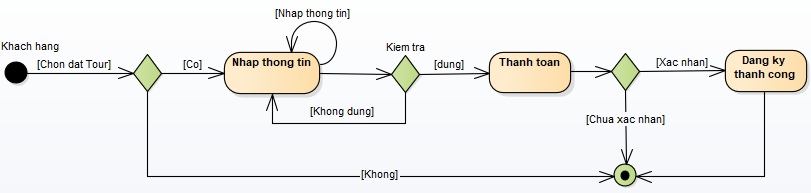 [Nhap thong tin]
Khach hang
Kiem tra
[Chon dat Tour]
[Co]
Nhap thong tin
[dung]
Thanh toan
[Xac nhan]
Dang ky
thanh cong
[Khong dung]
[Chua xac nhan]
[Khong]